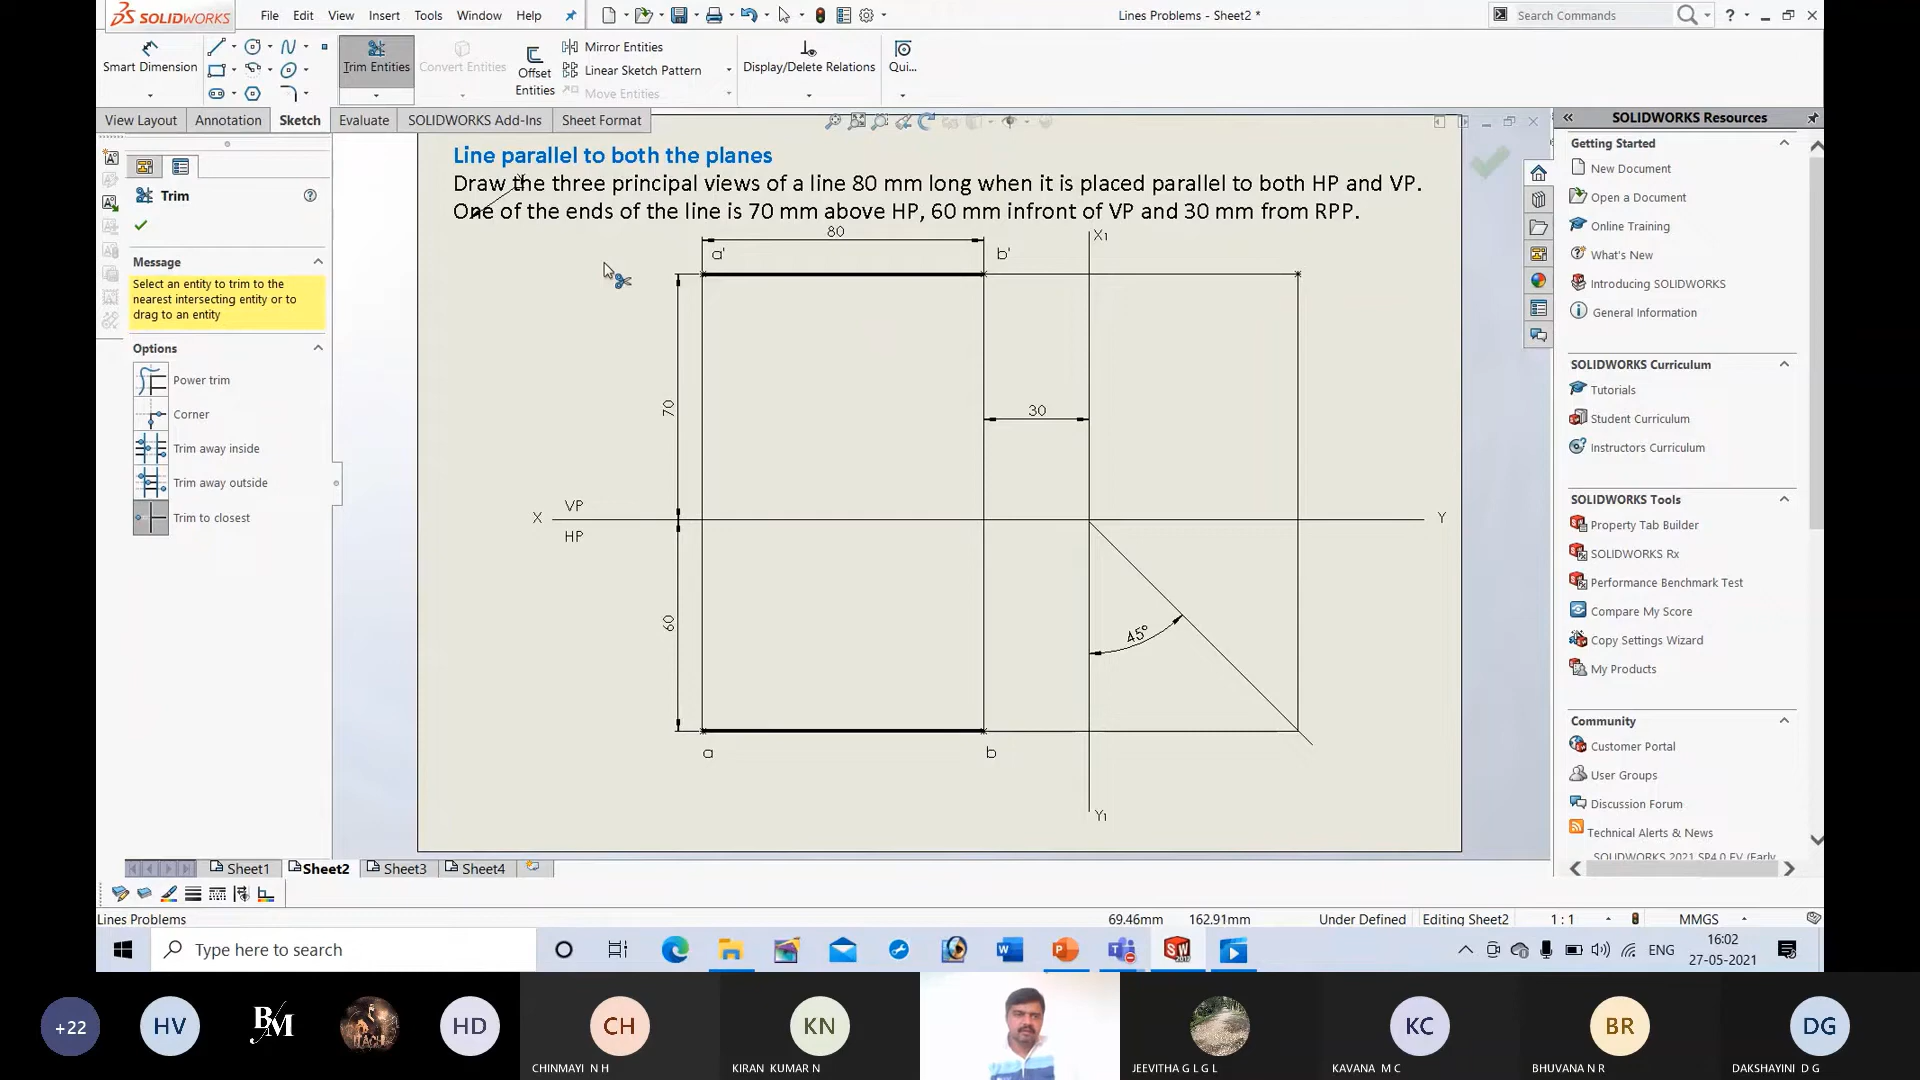 SOLIDWORKS
File Edit View Insert Tools Window Help
Lines Problems - Sheet2 *
Search Commands
?
Smart Dimension
Trim Entities
Convert Entities
Offset Entities
Mirror Entities
Linear Sketch Pattern
Move Entities
Display/Delete Relations
Qui...
View Layout Annotation Sketch Evaluate SOLIDWORKS Add-Ins Sheet Format
Trim
Message
Select an entity to trim to the
nearest intersecting entity or to
drag to an entity
Options
Power trim
Corner
Trim away inside
Trim away outside
Trim to closest
Line parallel to both the planes
Draw the three principal views of a line 80 mm long when it is placed parallel to both HP and VP.
One of the ends of the line is 70 mm above HP, 60 mm infront of VP and 30 mm from RPP.
80
X1
a'
b'
70
30
VP
X
Y
HP
60
45°
a
b
Y1
SOLIDWORKS Resources
Getting Started
New Document
Open a Document
Online Training
What's New
Introducing SOLIDWORKS
General Information
SOLIDWORKS Curriculum
Tutorials
Student Curriculum
Instructors Curriculum
SOLIDWORKS Tools
Property Tab Builder
SOLIDWORKS Rx
Performance Benchmark Test
Compare My Score
Copy Settings Wizard
My Products
Community
Customer Portal
User Groups
Discussion Forum
Technical Alerts & News
SOLIDWORKS 2021 SP4.0 EV (Early
Sheet1 Sheet2 Sheet3 Sheet4
Lines Problems
69.46mm 162.91mm Under Defined Editing Sheet2 1 : 1 MMGS
Type here to search
ENG
16:02
27-05-2021
+22
HV
BM
HD
CH
CHINMAYI N H
KN
KIRAN KUMAR N
JEEVITHA G L G L
KC
KAVANA M C
BR
BHUVANA N R
DG
DAKSHAYINI D G